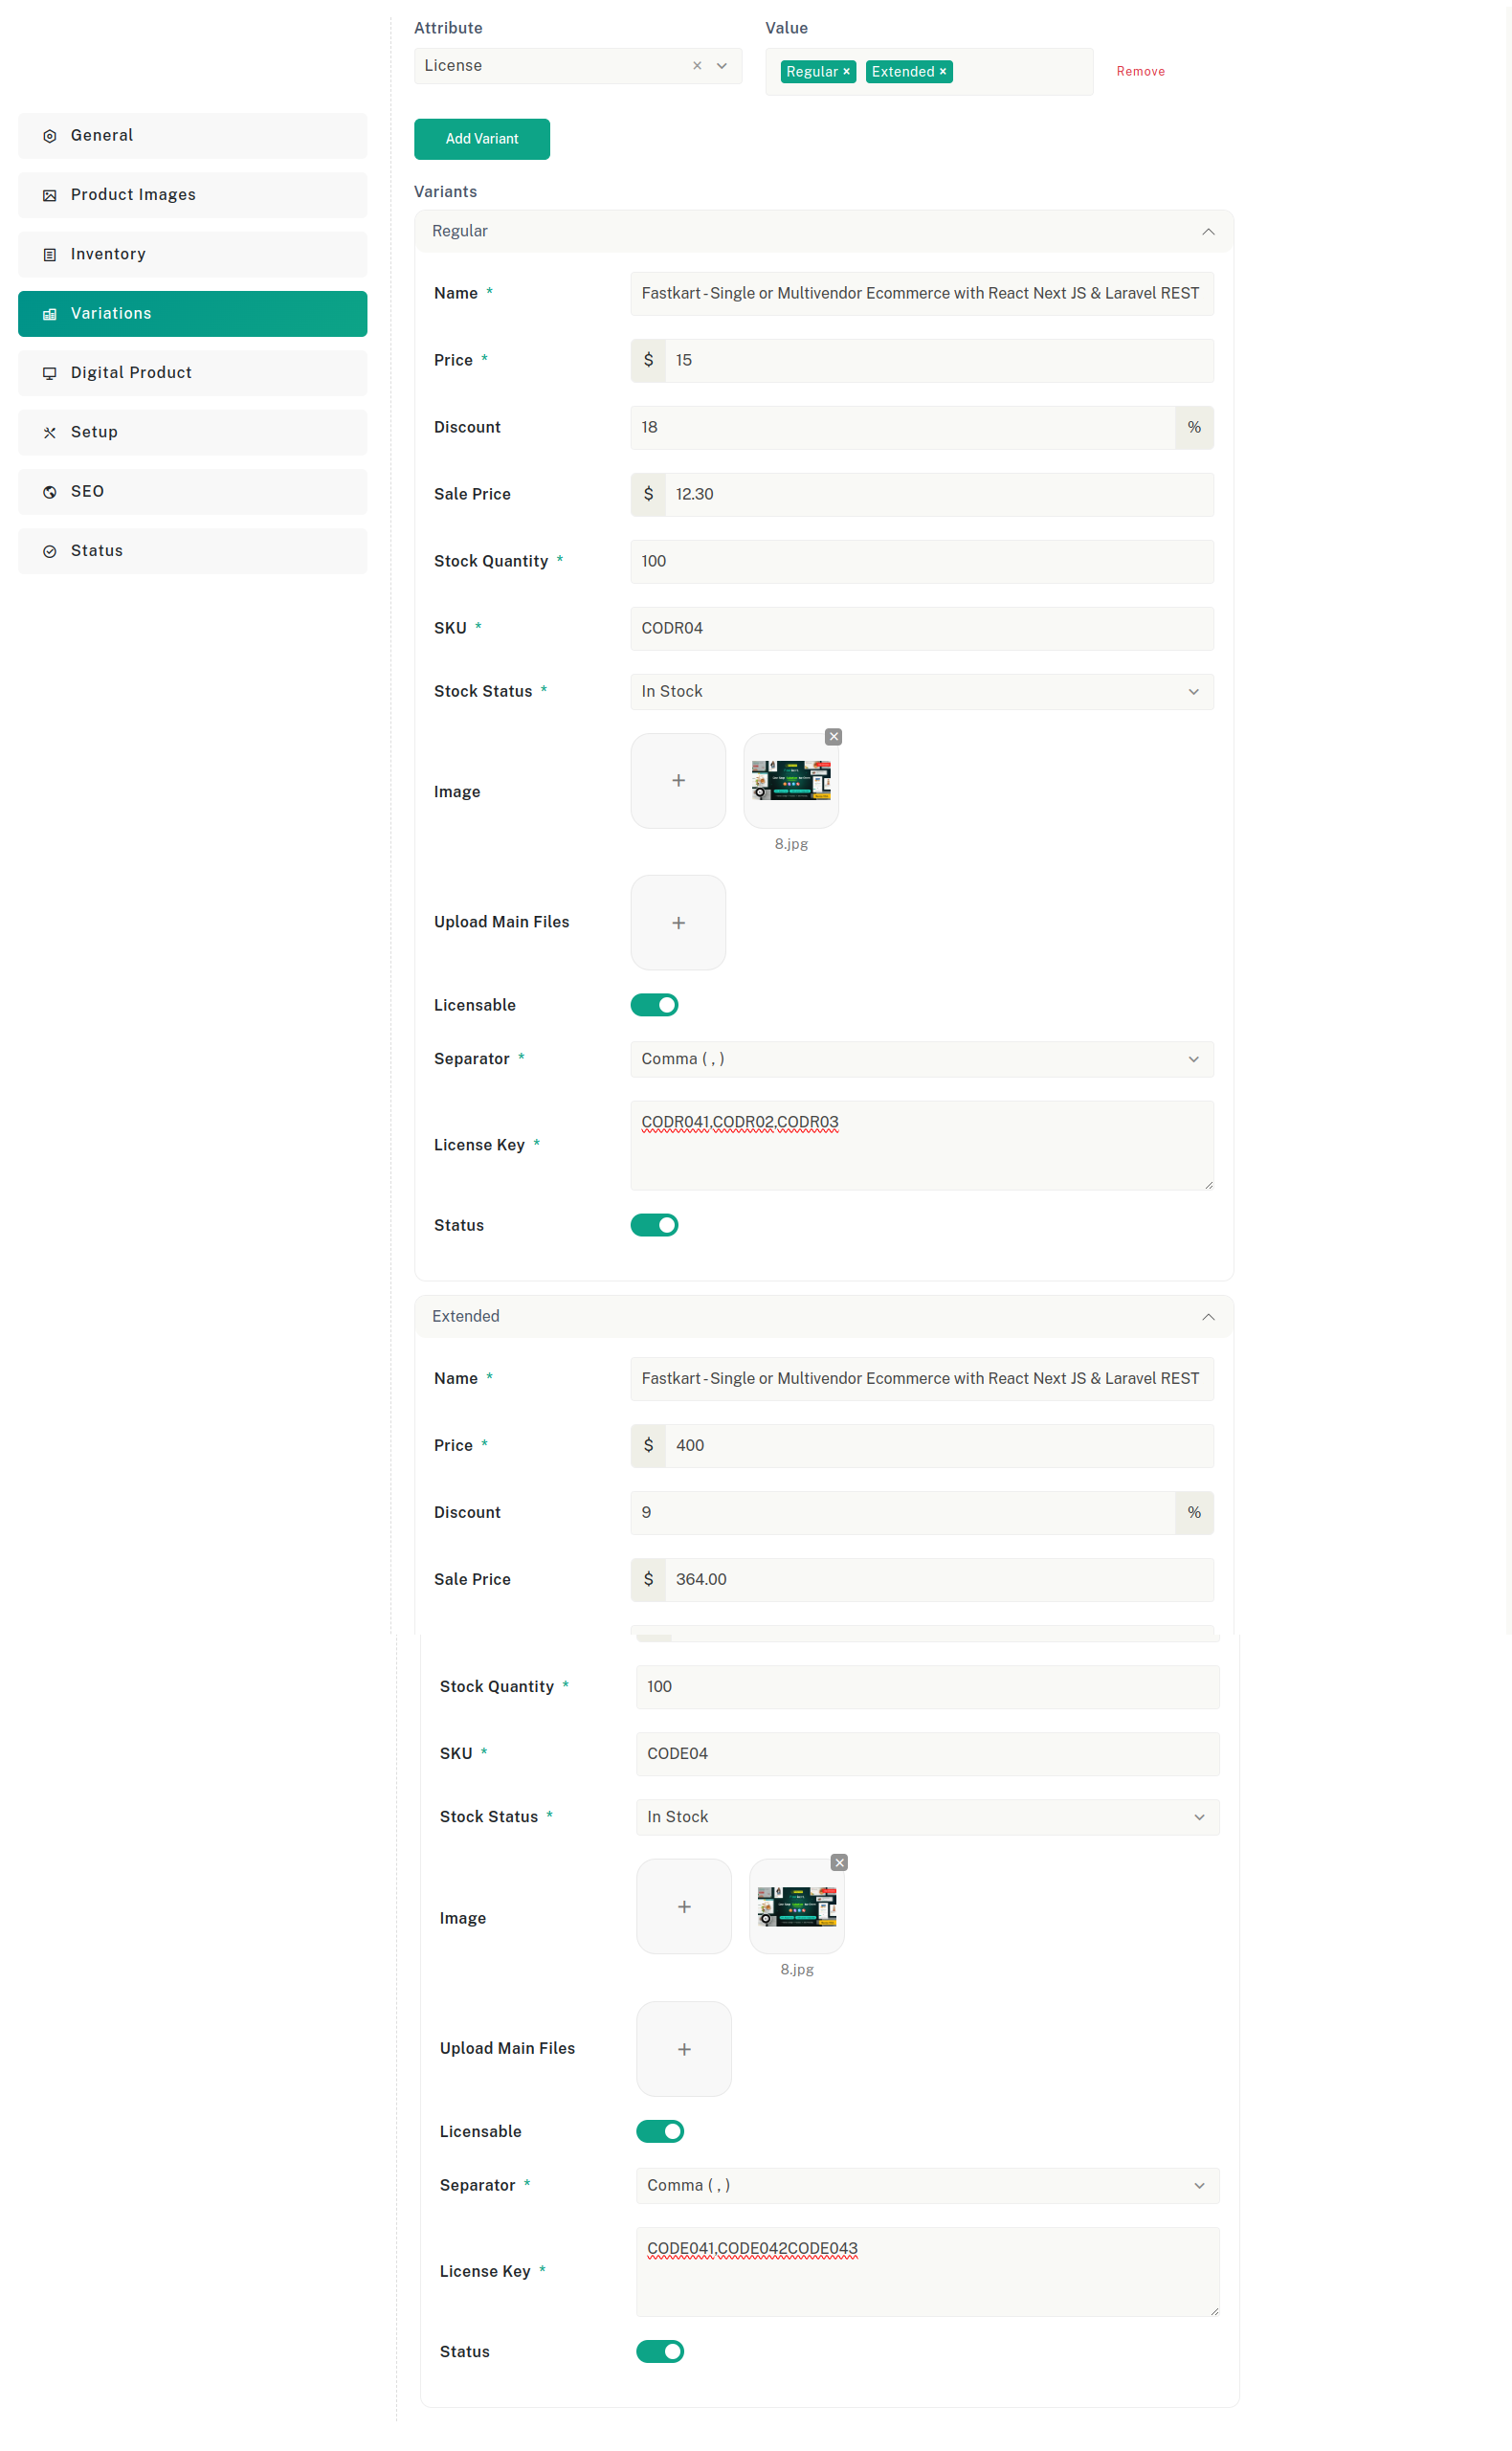 Attribute
Value
License
Regular ×
Extended ×
Remove
Add Variant
General
Product Images
Inventory
Variations
Digital Product
Setup
SEO
Status
Variants
Regular
Name *
Fastkart - Single or Multivendor Ecommerce with React Next JS & Laravel REST
Price *
$ 15
Discount
18 %
Sale Price
$ 12.30
Stock Quantity *
100
SKU *
CODR04
Stock Status *
In Stock
Image
8.jpg
Upload Main Files
Licensable
Separator *
Comma ( , )
License Key *
CODR041,CODR02,CODR03
Status
Extended
Name *
Fastkart - Single or Multivendor Ecommerce with React Next JS & Laravel REST
Price *
$ 400
Discount
9 %
Sale Price
$ 364.00
Stock Quantity *
100
SKU *
CODE04
Stock Status *
In Stock
Image
8.jpg
Upload Main Files
Licensable
Separator *
Comma ( , )
License Key *
CODE041,CODE042CODE043
Status